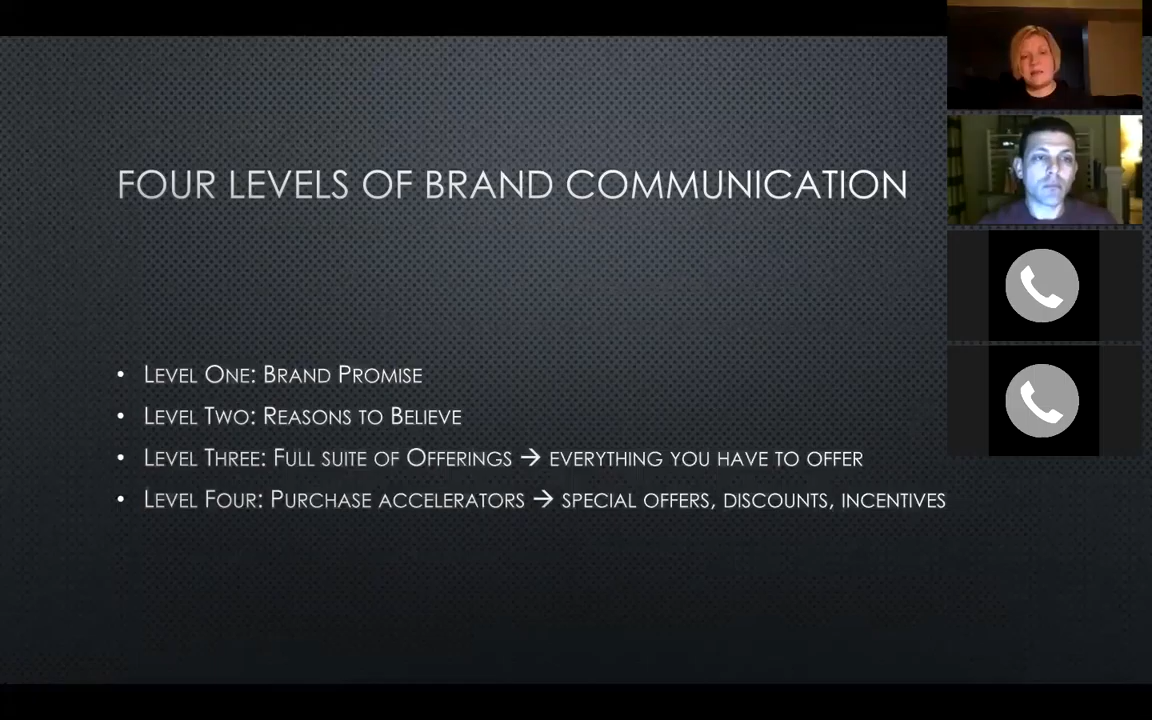 FOUR LEVELS OF BRAND COMMUNICATION
• LEVEL ONE: BRAND PROMISE
• LEVEL TWO: REASONS TO BELIEVE
• LEVEL THREE: FULL SUITE OF OFFERINGS → EVERYTHING YOU HAVE TO OFFER
• LEVEL FOUR: PURCHASE ACCELERATORS → SPECIAL OFFERS, DISCOUNTS, INCENTIVES